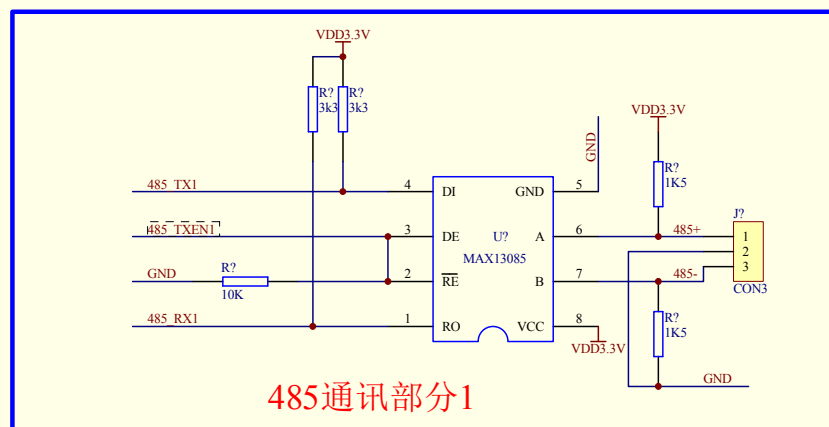 VDD3.3V
R?
3k3
R?
3k3
VDD3.3V
GND
R?
1K5
485_TX1
4
DI
GND
5
J?
485_TXEN1
3
DE
U?
A
6
485+
1
MAX13085
2
GND
R?
10K
2
RE
B
7
485-
3
CON3
485_RX1
1
RO
VCC
8
R?
1K5
VDD3.3V
GND
485通讯部分1